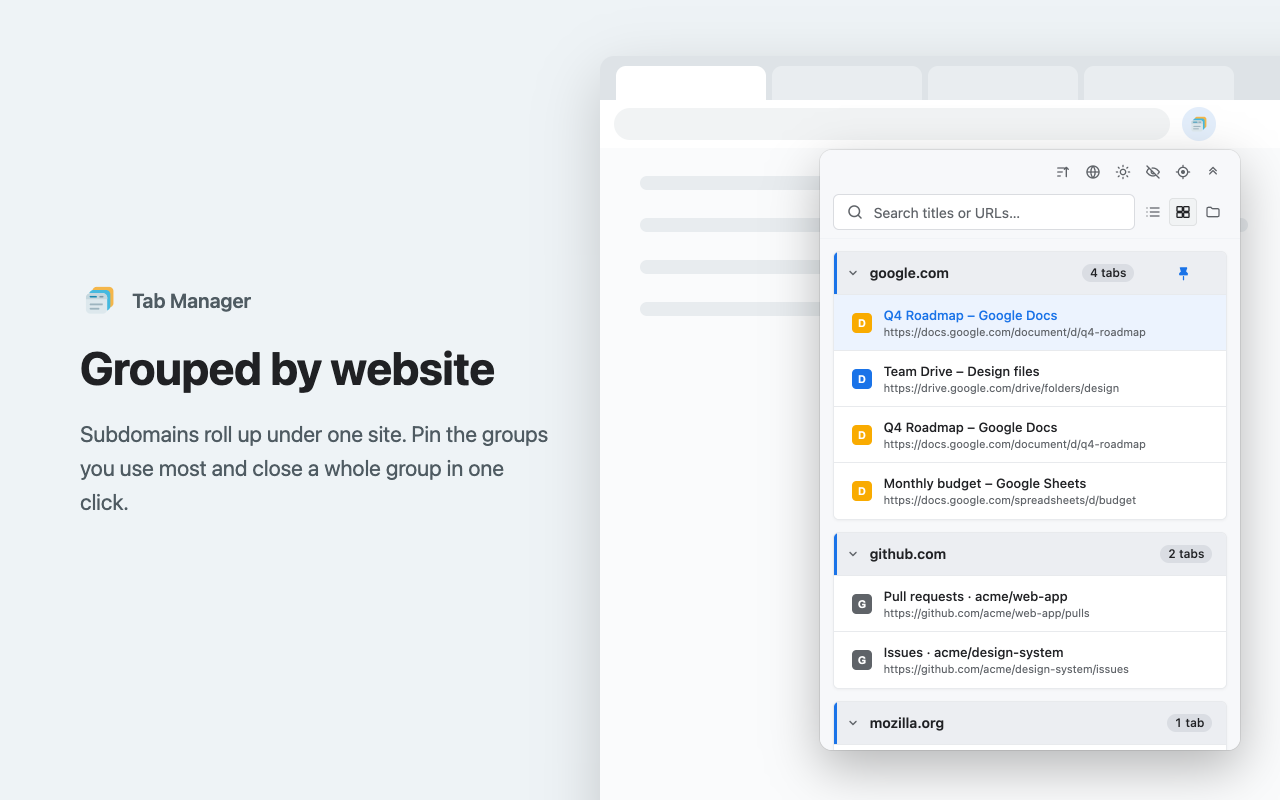 Tab Manager
Grouped by website
Subdomains roll up under one site. Pin the groups
you use most and close a whole group in one
click.
Search titles or URLs...
google.com
4 tabs
D
Q4 Roadmap – Google Docs
https://docs.google.com/document/d/q4-roadmap
D
Team Drive – Design files
https://drive.google.com/drive/folders/design
D
Q4 Roadmap – Google Docs
https://docs.google.com/document/d/q4-roadmap
D
Monthly budget – Google Sheets
https://docs.google.com/spreadsheets/d/budget
github.com
2 tabs
G
Pull requests · acme/web-app
https://github.com/acme/web-app/pulls
G
Issues · acme/design-system
https://github.com/acme/design-system/issues
mozilla.org
1 tab